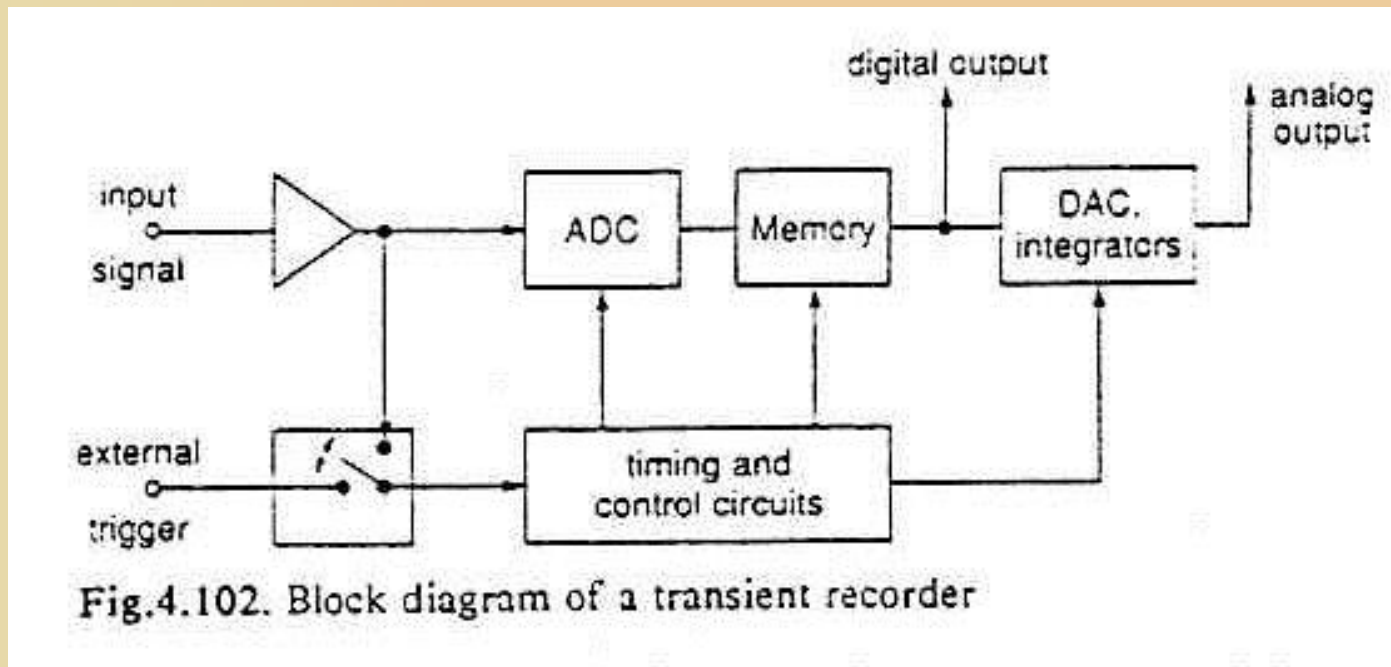 digital output
analog
output
input
signal
ADC
Memory
DAC,
integrators
external
trigger
timing and
control circuits
Fig.4.102. Block diagram of a transient recorder